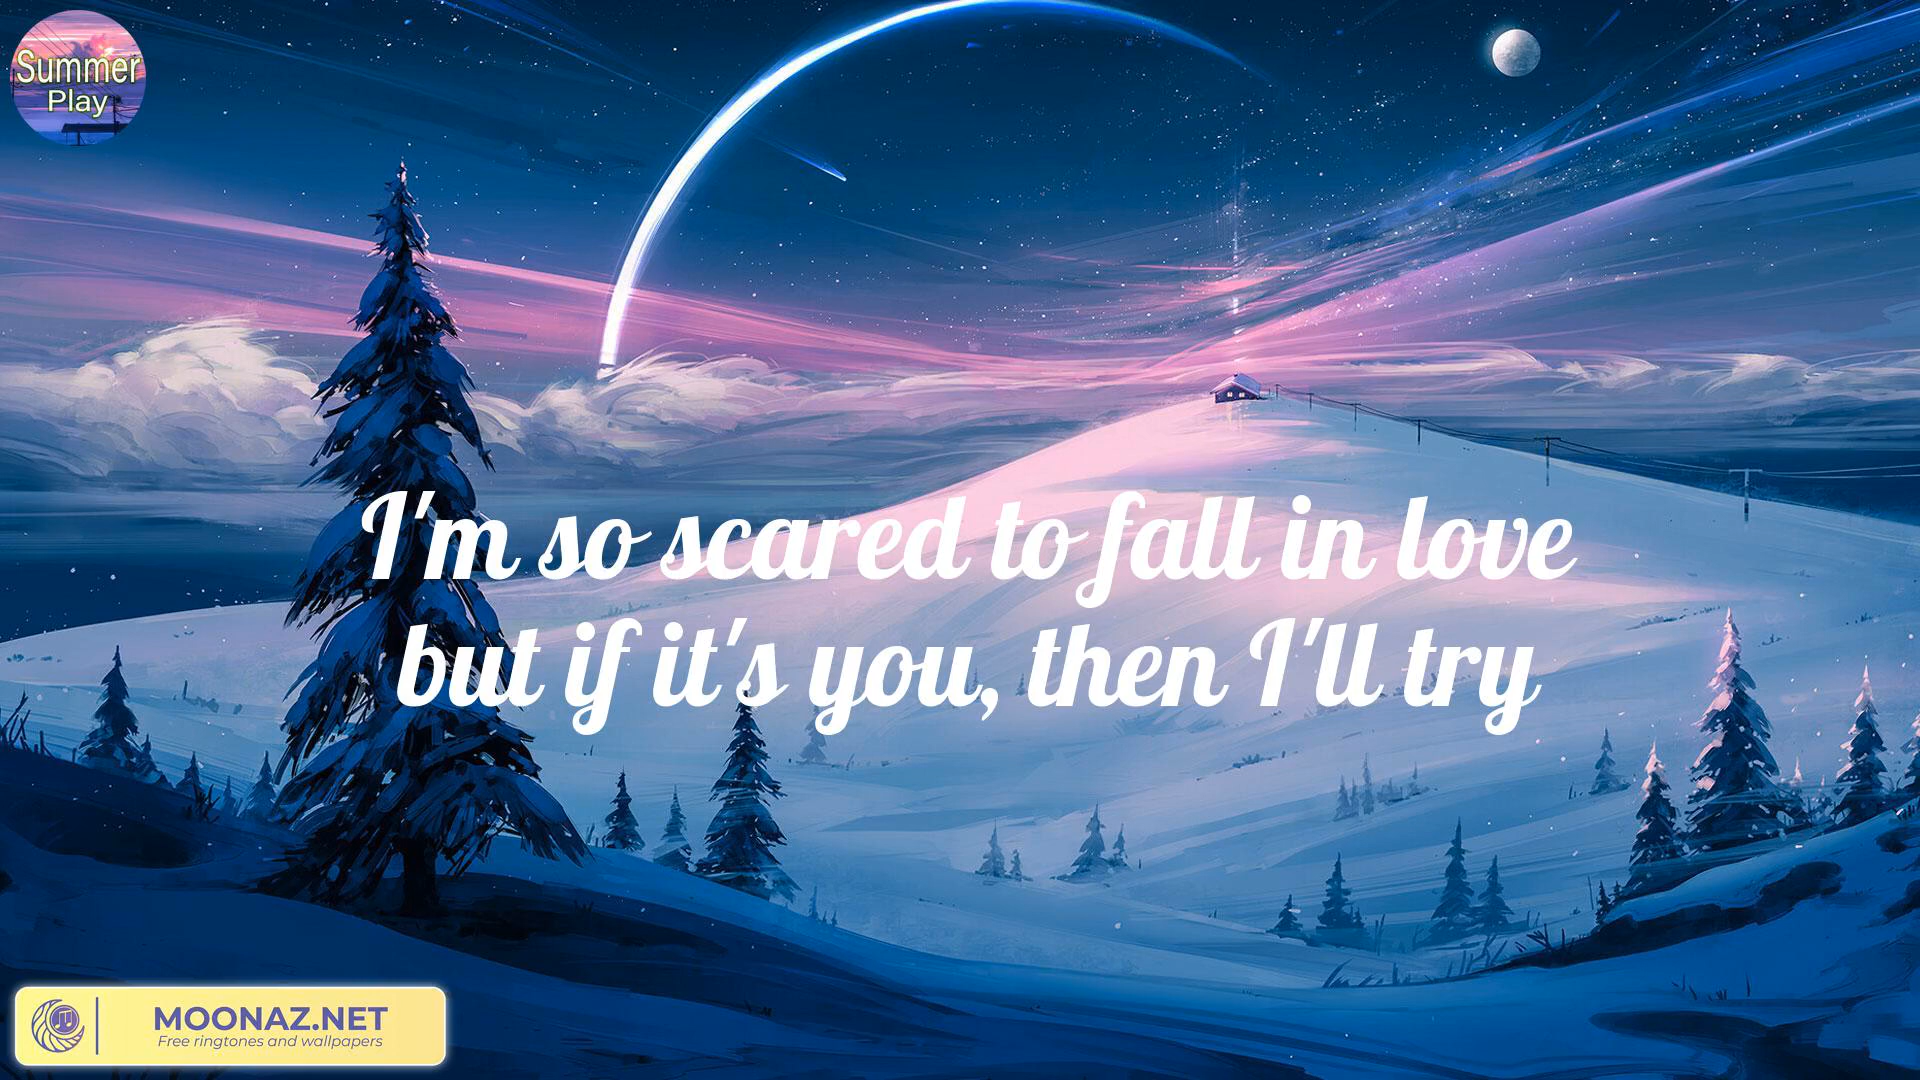 Summer
Play
I'm so scared to fall in love
but if it's you, then I'll try
MOONAZ.NET
Free ringtones and wallpapers